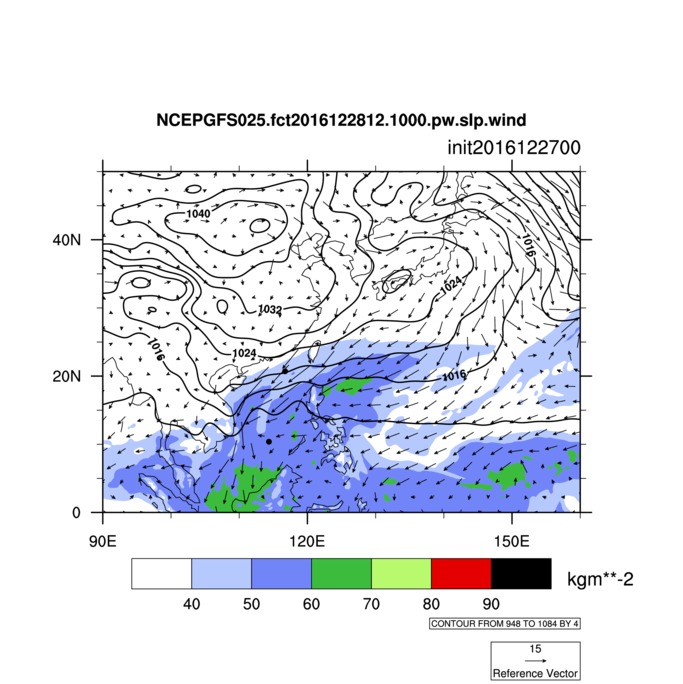 NCEPGFS025.fct2016122812.1000.pw.slp.wind
init2016122700
1040
1016
40N
1024
1032
1016
1024
1016
20N
0
90E 120E 150E
kgm**-2
40 50 60 70 80 90
CONTOUR FROM 948 TO 1084 BY 4
15
Reference Vector